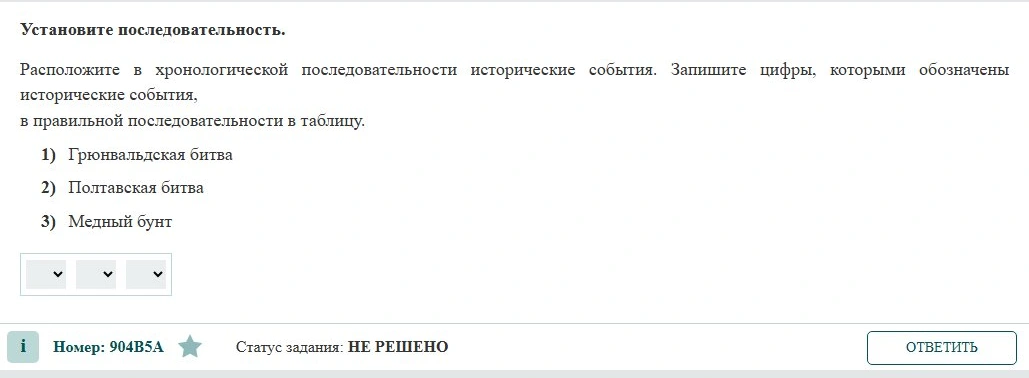 Установите последовательность.
Расположите в хронологической последовательности исторические события. Запишите цифры, которыми обозначены
исторические события,
в правильной последовательности в таблицу.
1) Грюнвальдская битва
2) Полтавская битва
3) Медный бунт
i Номер: 904B5A Статус задания: НЕ РЕШЕНО ОТВЕТИТЬ